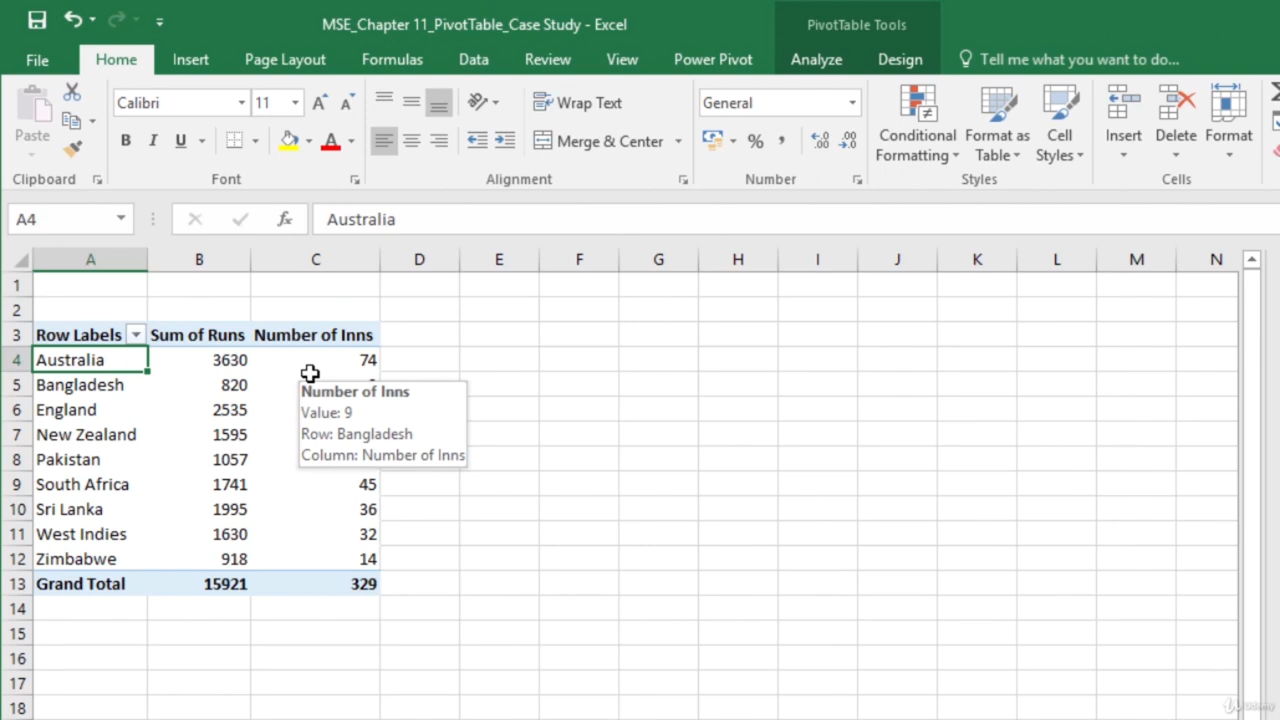 MSE_Chapter 11_PivotTable_Case Study - Excel
PivotTable Tools
File Home Insert Page Layout Formulas Data Review View Power Pivot Analyze Design Tell me what you want to do...
Paste
Calibri 11
Wrap Text
General
Conditional Formatting
Format as Table
Cell Styles
Insert Delete Format
B I U
Merge & Center
% ,
Clipboard Font Alignment Number Styles Cells
A4 fx Australia
A B C D E F G H I J K L M N
1
2
3 Row Labels Sum of Runs Number of Inns
4 Australia 3630 74
5 Bangladesh 820
6 England 2535
7 New Zealand 1595
8 Pakistan 1057
9 South Africa 1741 45
10 Sri Lanka 1995 36
11 West Indies 1630 32
12 Zimbabwe 918 14
13 Grand Total 15921 329
14
15
16
17
18
Number of Inns
Value: 9
Row: Bangladesh
Column: Number of Inns
Udemy